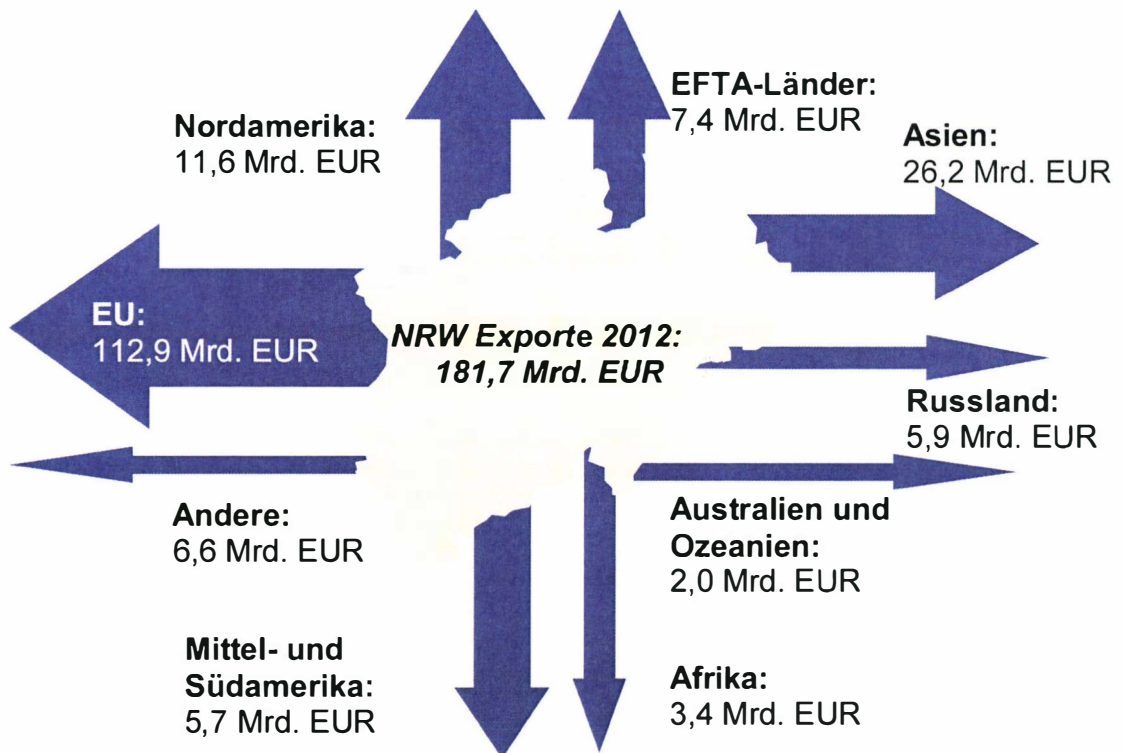 Nordamerika:
11,6 Mrd. EUR
EFTA-Länder:
7,4 Mrd. EUR
Asien:
26,2 Mrd. EUR
EU:
112,9 Mrd. EUR
NRW Exporte 2012:
181,7 Mrd. EUR
Russland:
5,9 Mrd. EUR
Andere:
6,6 Mrd. EUR
Australien und
Ozeanien:
2,0 Mrd. EUR
Mittel- und
Südamerika:
5,7 Mrd. EUR
Afrika:
3,4 Mrd. EUR